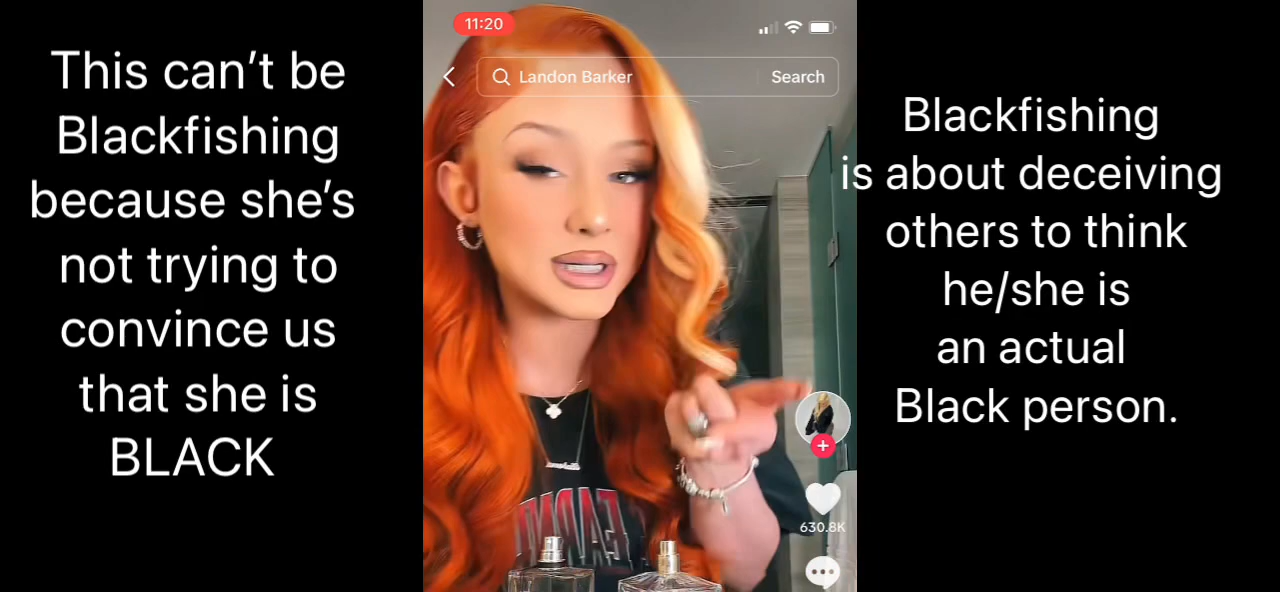 This can’t be
Blackfishing
because she’s
not trying to
convince us
that she is
BLACK
11:20
Landon Barker
Search
630.8K
Blackfishing
is about deceiving
others to think
he/she is
an actual
Black person.